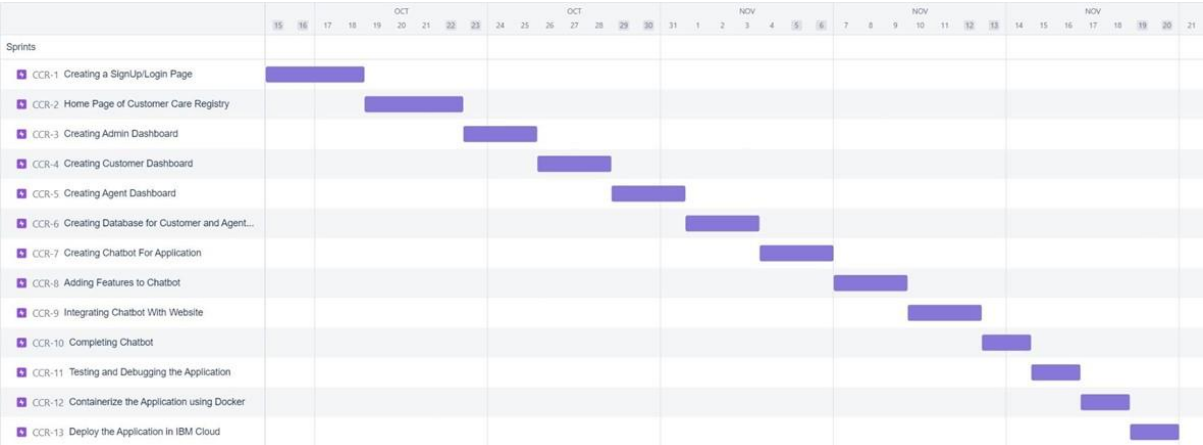 OCT OCT NOV NOV NOV
15 16 17 18 19 20 21 22 23 24 25 26 27 28 29 30 31 1 2 3 4 5 6 7 8 9 10 11 12 13 14 15 16 17 18 19 20 21
Sprints
CCR-1 Creating a SignUp/Login Page
CCR-2 Home Page of Customer Care Registry
CCR-3 Creating Admin Dashboard
CCR-4 Creating Customer Dashboard
CCR-5 Creating Agent Dashboard
CCR-6 Creating Database for Customer and Agent...
CCR-7 Creating Chatbot For Application
CCR-8 Adding Features to Chatbot
CCR-9 Integrating Chatbot With Website
CCR-10 Completing Chatbot
CCR-11 Testing and Debugging the Application
CCR-12 Containerize the Application using Docker
CCR-13 Deploy the Application in IBM Cloud